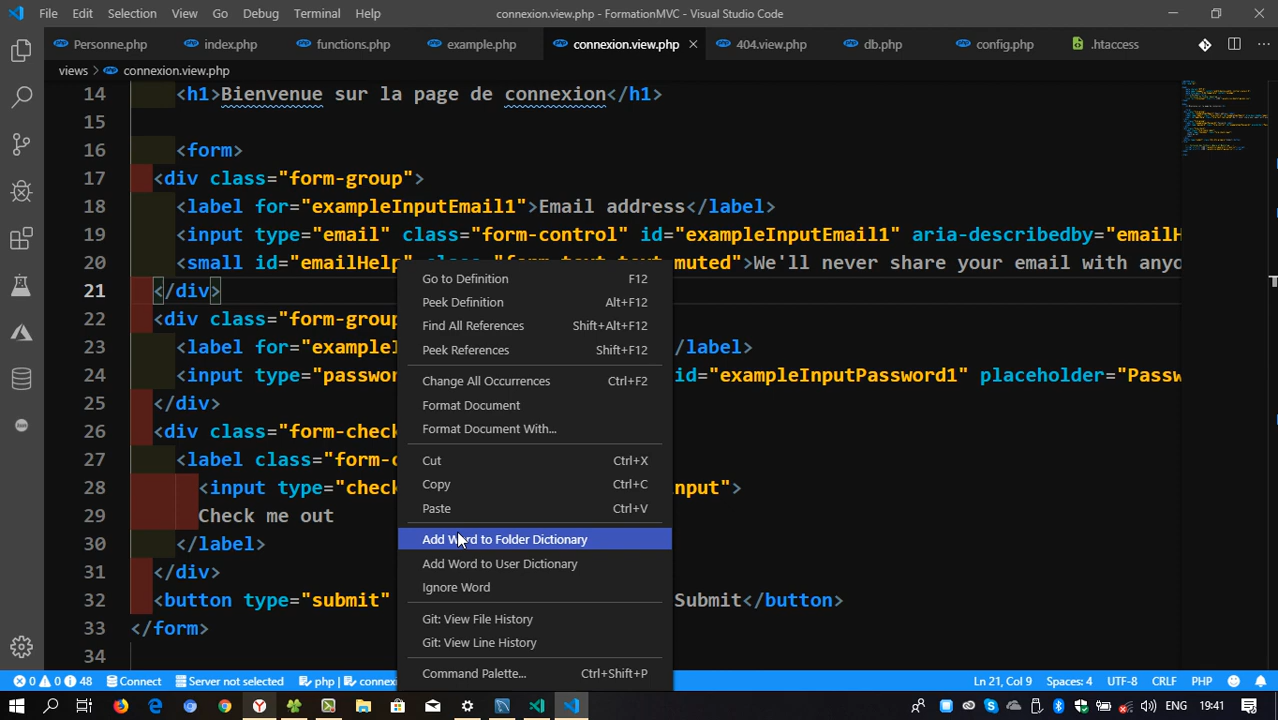 File Edit Selection View Go Debug Terminal Help connexion.view.php - FormationMVC - Visual Studio Code
Personne.php index.php functions.php example.php connexion.view.php 404.view.php db.php config.php .htaccess
views > connexion.view.php
14 <h1>Bienvenue sur la page de connexion</h1>
15
16 <form>
17 <div class="form-group">
18 <label for="exampleInputEmail1">Email address</label>
19 <input type="email" class="form-control" id="exampleInputEmail1" aria-describedby="emailH
20 <small id="emailHelp" class="form-text text-muted">We'll never share your email with anyo
21 </div>
22 <div class="form-group
23 <label for="example /label>
24 <input type="passwor id="exampleInputPassword1" placeholder="Passw
25 </div>
26 <div class="form-check
27 <label class="form-c
28 <input type="check nput">
29 Check me out
30 </label>
31 </div>
32 <button type="submit" Submit</button>
33 </form>
34
Go to Definition F12
Peek Definition Alt+F12
Find All References Shift+Alt+F12
Peek References Shift+F12
Change All Occurrences Ctrl+F2
Format Document
Format Document With...
Cut Ctrl+X
Copy Ctrl+C
Paste Ctrl+V
Add Word to Folder Dictionary
Add Word to User Dictionary
Ignore Word
Git: View File History
Git: View Line History
Command Palette... Ctrl+Shift+P
0 0 48 Connect Server not selected php | connexi Ln 21, Col 9 Spaces: 4 UTF-8 CRLF PHP
ENG 19:41